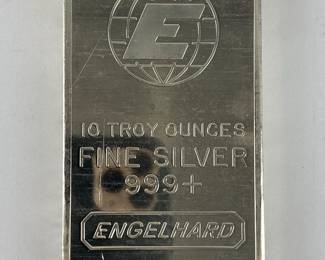 E
10 TROY OUNCES
FINE SILVER
999+
ENGELHARD